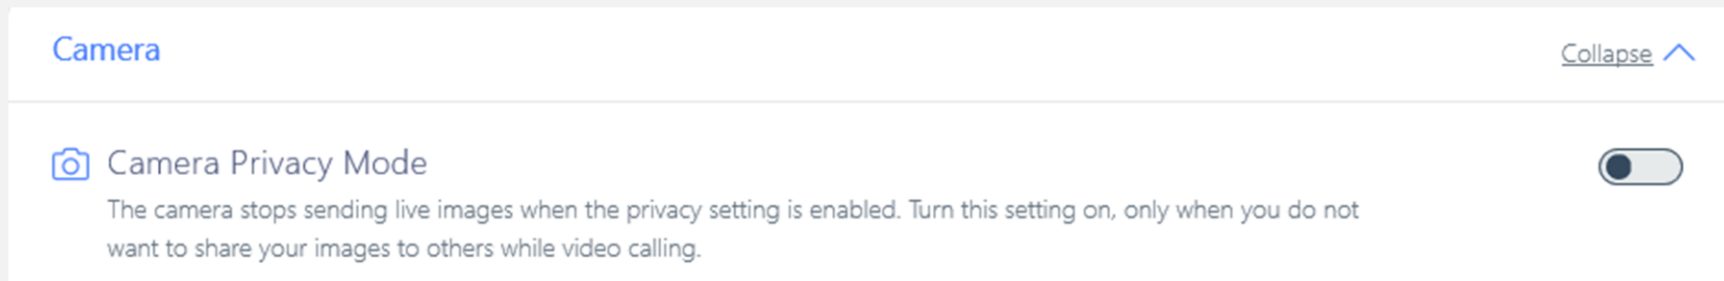 Camera
Collapse
Camera Privacy Mode
The camera stops sending live images when the privacy setting is enabled. Turn this setting on, only when you do not
want to share your images to others while video calling.